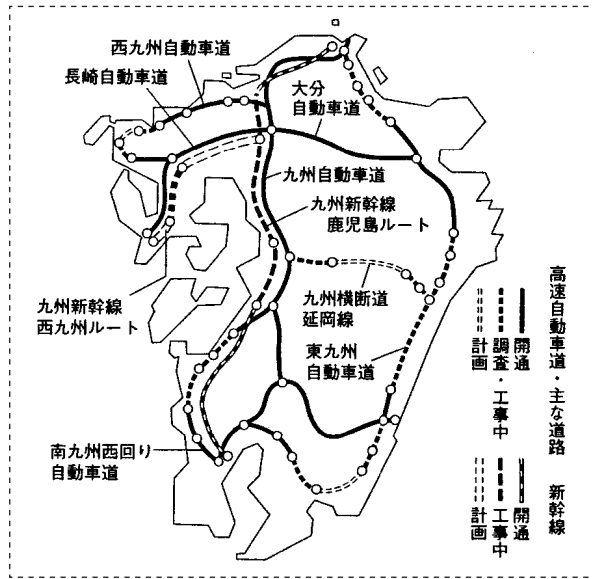 西九州自動車道
長崎自動車道
大分
自動車道
九州自動車道
九州新幹線
鹿児島ルート
九州新幹線
西九州ルート
九州横断道
延岡線
東九州
自動車道
南九州西回り
自動車道
高速自動車道・主な道路
開通
調査・工事中
計画
新幹線
開通
工事中
計画